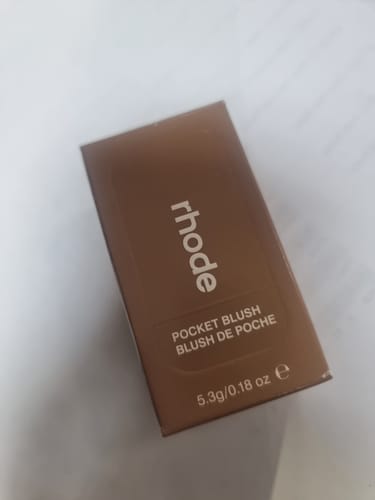 rhode
POCKET BLUSH
BLUSH DE POCHE
5.3g/0.18 oz ℮